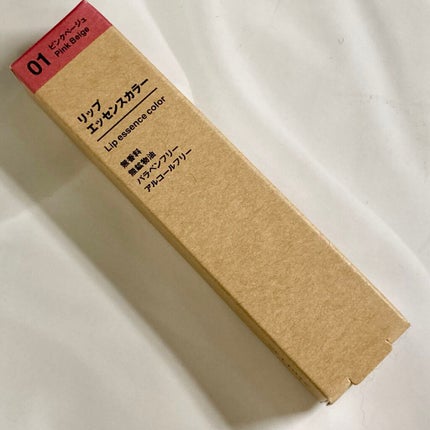 01 ピンクベージュ
Pink Beige
リップ
エッセンスカラー
Lip essence color
無香料
無鉱物油
パラベンフリー
アルコールフリー